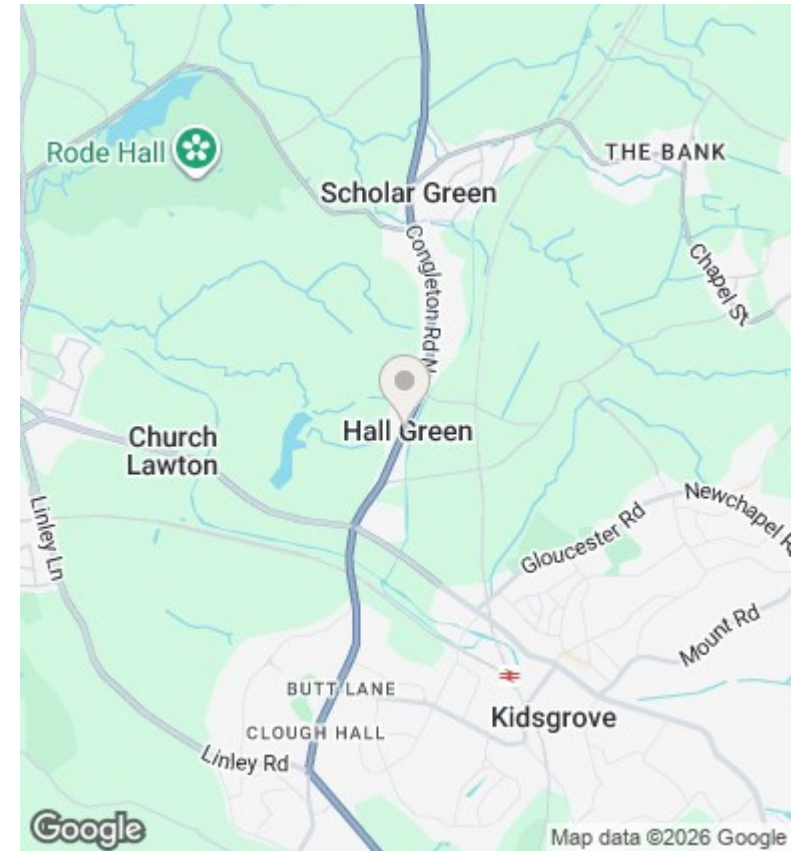 Rode Hall
THE BANK
Scholar Green
Congleton Rd N
Chapel St
Hall Green
Church
Lawton
Linley Ln
Newchapel R
Gloucester Rd
Mount Rd
BUTT LANE
Kidsgrove
CLOUGH HALL
Linley Rd
Google
Map data ©2026 Google